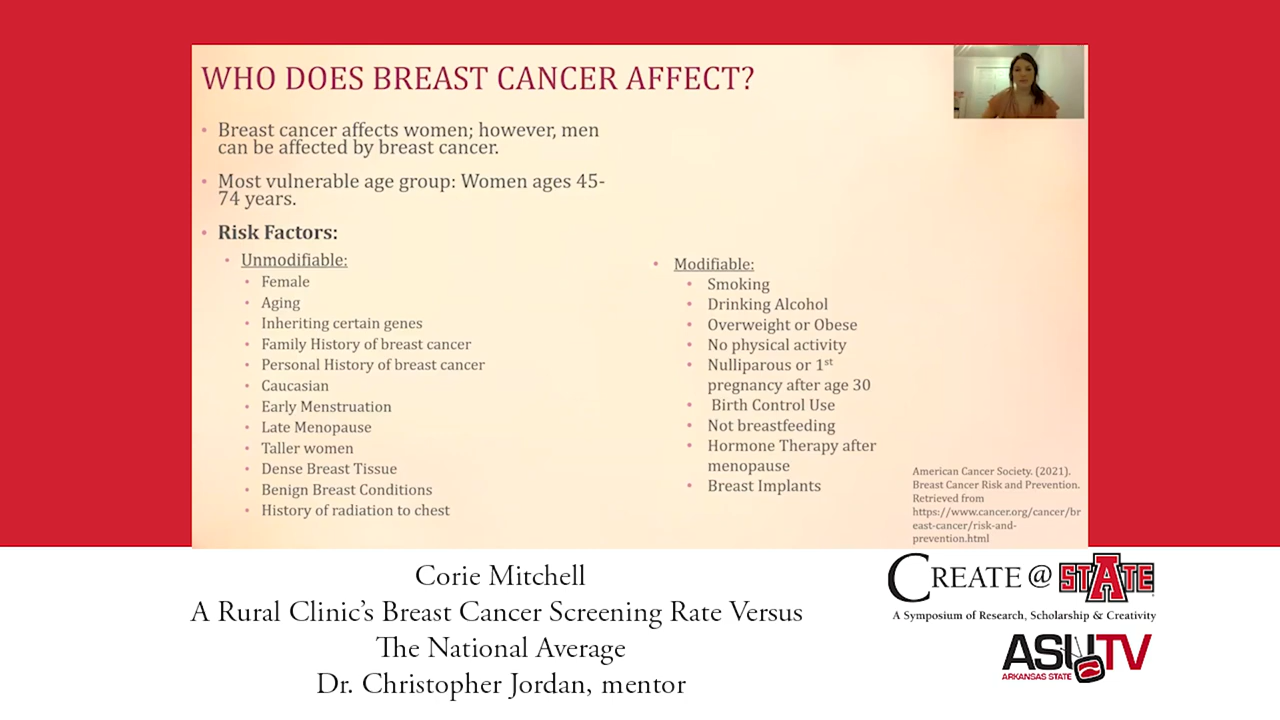 WHO DOES BREAST CANCER AFFECT?
• Breast cancer affects women; however, men
can be affected by breast cancer.
• Most vulnerable age group: Women ages 45-
74 years.
• Risk Factors:
• Unmodifiable:
• Female
• Aging
• Inheriting certain genes
• Family History of breast cancer
• Personal History of breast cancer
• Caucasian
• Early Menstruation
• Late Menopause
• Taller women
• Dense Breast Tissue
• Benign Breast Conditions
• History of radiation to chest
• Modifiable:
• Smoking
• Drinking Alcohol
• Overweight or Obese
• No physical activity
• Nulliparous or 1st
pregnancy after age 30
• Birth Control Use
• Not breastfeeding
• Hormone Therapy after
menopause
• Breast Implants
American Cancer Society. (2021).
Breast Cancer Risk and Prevention.
Retrieved from
https://www.cancer.org/cancer/br
east-cancer/risk-and-
prevention.html
Corie Mitchell
A Rural Clinic's Breast Cancer Screening Rate Versus
The National Average
Dr. Christopher Jordan, mentor
CREATE @ STATE
A Symposium of Research, Scholarship & Creativity
ASUTV
ARKANSAS STATE